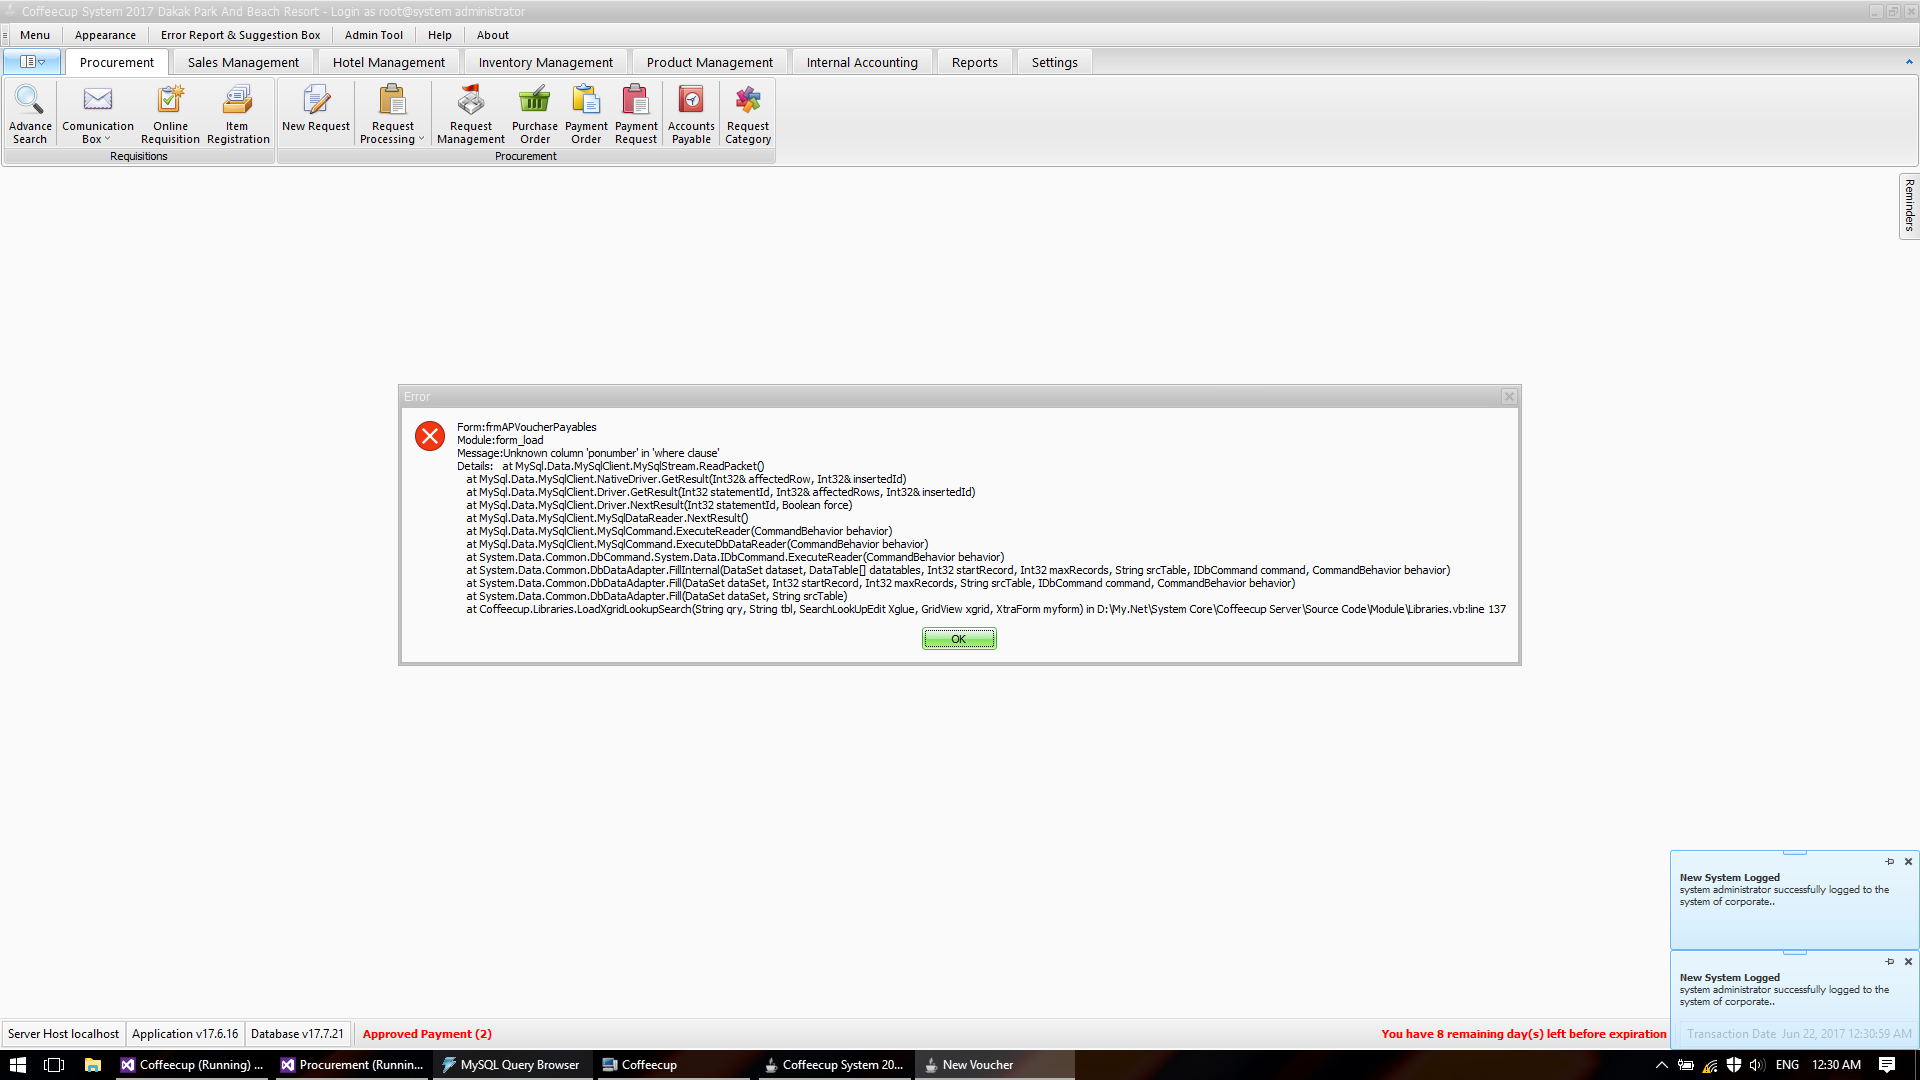 Coffeecup System 2017 Dakak Park And Beach Resort - Login as root@system administrator
Menu Appearance Error Report & Suggestion Box Admin Tool Help About
Procurement Sales Management Hotel Management Inventory Management Product Management Internal Accounting Reports Settings
Advance Search
Comunication Box
Online Requisition
Item Registration
New Request
Request Processing
Request Management
Purchase Order
Payment Order
Payment Request
Accounts Payable
Request Category
Requisitions
Procurement
Reminders
Error
Form:frmAPVoucherPayables
Module:form_load
Message:Unknown column 'ponumber' in 'where clause'
Details: at MySql.Data.MySqlClient.MySqlStream.ReadPacket()
at MySql.Data.MySqlClient.NativeDriver.GetResult(Int32& affectedRow, Int32& insertedId)
at MySql.Data.MySqlClient.Driver.GetResult(Int32 statementId, Int32& affectedRows, Int32& insertedId)
at MySql.Data.MySqlClient.Driver.NextResult(Int32 statementId, Boolean force)
at MySql.Data.MySqlClient.MySqlDataReader.NextResult()
at MySql.Data.MySqlClient.MySqlCommand.ExecuteReader(CommandBehavior behavior)
at MySql.Data.MySqlClient.MySqlCommand.ExecuteDbDataReader(CommandBehavior behavior)
at System.Data.Common.DbCommand.System.Data.IDbCommand.ExecuteReader(CommandBehavior behavior)
at System.Data.Common.DbDataAdapter.FillInternal(DataSet dataset, DataTable[] datatables, Int32 startRecord, Int32 maxRecords, String srcTable, IDbCommand command, CommandBehavior behavior)
at System.Data.Common.DbDataAdapter.Fill(DataSet dataSet, Int32 startRecord, Int32 maxRecords, String srcTable, IDbCommand command, CommandBehavior behavior)
at System.Data.Common.DbDataAdapter.Fill(DataSet dataSet, String srcTable)
at Coffeecup.Libraries.LoadXgridLookupSearch(String qry, String tbl, SearchLookUpEdit Xglue, GridView xgrid, XtraForm myform) in D:\My.Net\System Core\Coffeecup Server\Source Code\Module\Libraries.vb:line 137
OK
New System Logged
system administrator successfully logged to the
system of corporate..
New System Logged
system administrator successfully logged to the
system of corporate..
Server Host localhost Application v17.6.16 Database v17.7.21 Approved Payment (2) You have 8 remaining day(s) left before expiration Transaction Date Jun 22, 2017 12:30:59 AM
Coffeecup (Running) ... Procurement (Runnin... MySQL Query Browser Coffeecup Coffeecup System 20... New Voucher ENG 12:30 AM